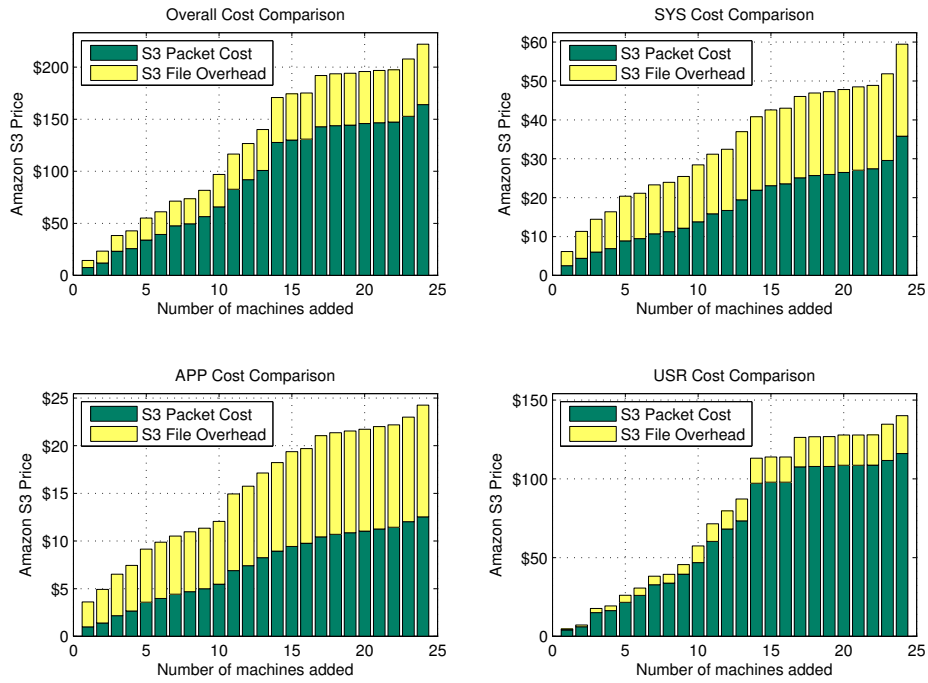 Overall Cost Comparison
S3 Packet Cost
S3 File Overhead
Amazon S3 Price
$200
$150
$100
$50
0
0 5 10 15 20 25
Number of machines added
SYS Cost Comparison
S3 Packet Cost
S3 File Overhead
Amazon S3 Price
$60
$50
$40
$30
$20
$10
0
0 5 10 15 20 25
Number of machines added
APP Cost Comparison
S3 Packet Cost
S3 File Overhead
Amazon S3 Price
$25
$20
$15
$10
$5
0
0 5 10 15 20 25
Number of machines added
USR Cost Comparison
S3 Packet Cost
S3 File Overhead
Amazon S3 Price
$150
$100
$50
0
0 5 10 15 20 25
Number of machines added